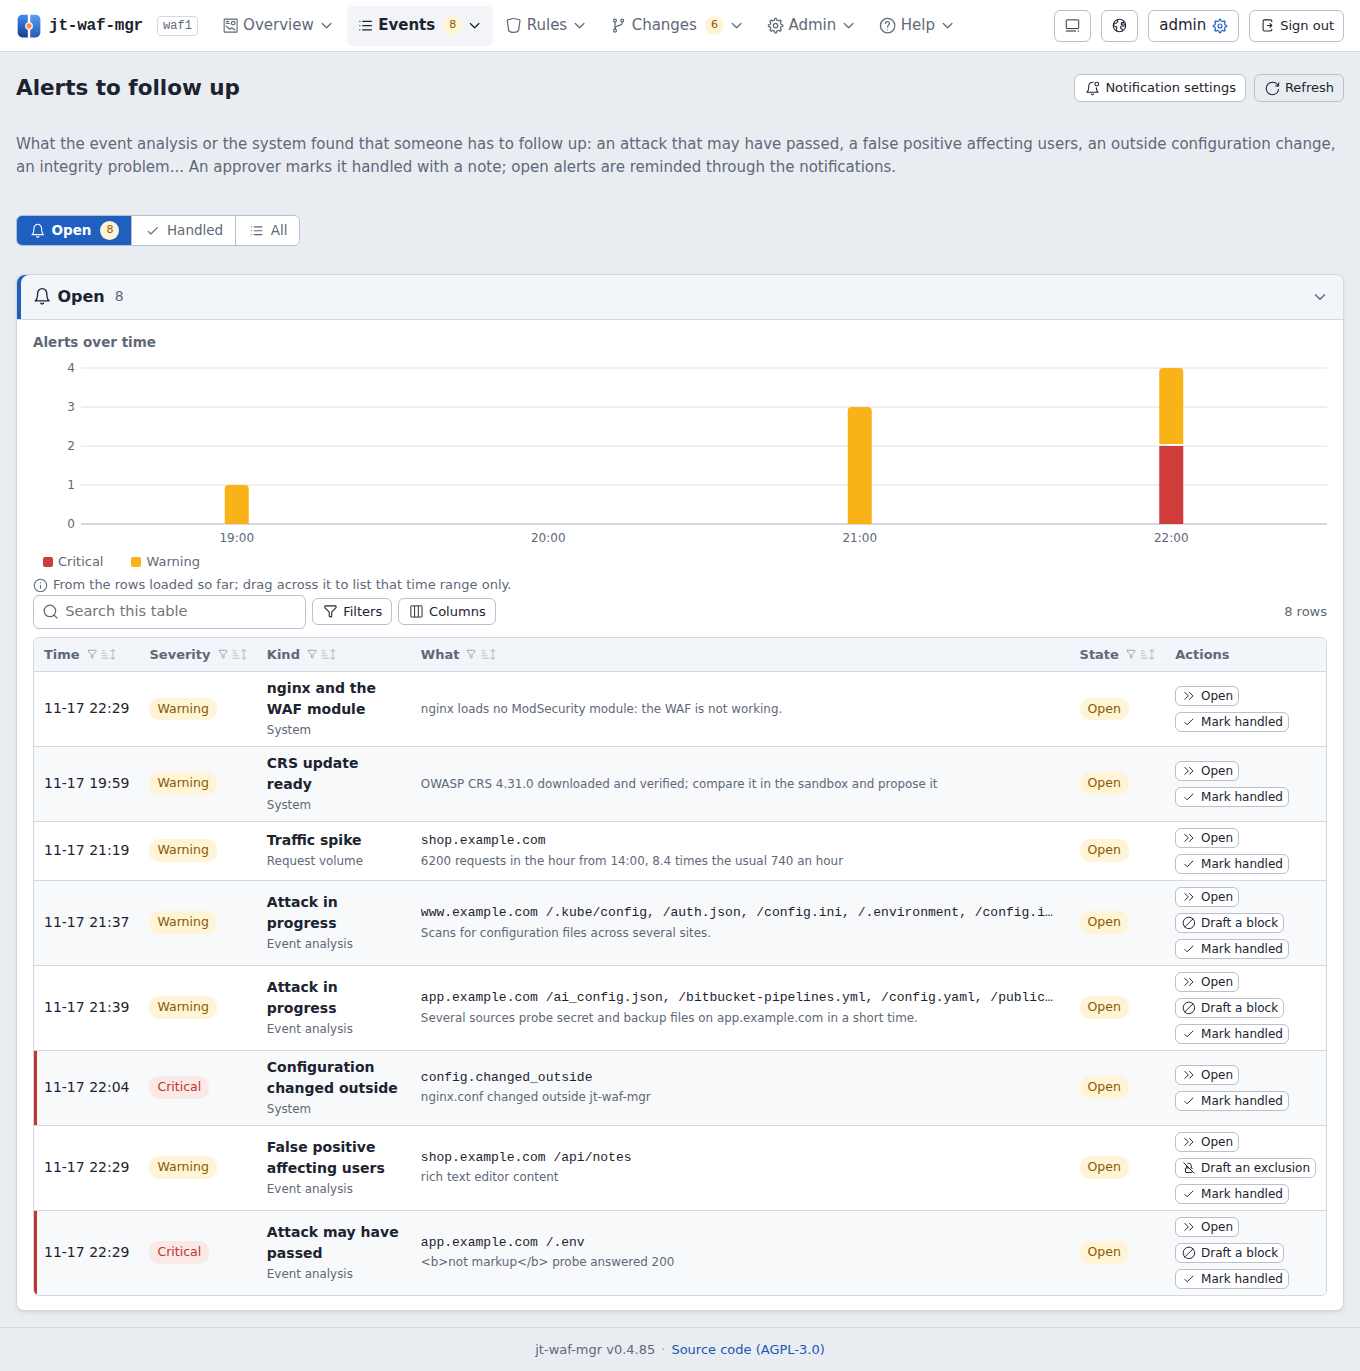 jt-waf-mgr waf1 Overview Events 8 Rules Changes 6 Admin Help admin Sign out
Alerts to follow up
Notification settings Refresh
What the event analysis or the system found that someone has to follow up: an attack that may have passed, a false positive affecting users, an outside configuration change,
an integrity problem... An approver marks it handled with a note; open alerts are reminded through the notifications.
Open 8 Handled All
Open 8
Alerts over time
4
3
2
1
0
19:00 20:00 21:00 22:00
Critical Warning
From the rows loaded so far; drag across it to list that time range only.
Search this table Filters Columns 8 rows
Time Severity Kind What State Actions
11-17 22:29 Warning nginx and the WAF module System nginx loads no ModSecurity module: the WAF is not working. Open Open Mark handled
11-17 19:59 Warning CRS update ready System OWASP CRS 4.31.0 downloaded and verified; compare it in the sandbox and propose it Open Open Mark handled
11-17 21:19 Warning Traffic spike Request volume shop.example.com 6200 requests in the hour from 14:00, 8.4 times the usual 740 an hour Open Open Mark handled
11-17 21:37 Warning Attack in progress Event analysis www.example.com /.kube/config, /auth.json, /config.ini, /.environment, /config.i… Scans for configuration files across several sites. Open Open Draft a block Mark handled
11-17 21:39 Warning Attack in progress Event analysis app.example.com /ai_config.json, /bitbucket-pipelines.yml, /config.yaml, /public… Several sources probe secret and backup files on app.example.com in a short time. Open Open Draft a block Mark handled
11-17 22:04 Critical Configuration changed outside System config.changed_outside nginx.conf changed outside jt-waf-mgr Open Open Mark handled
11-17 22:29 Warning False positive affecting users Event analysis shop.example.com /api/notes rich text editor content Open Open Draft an exclusion Mark handled
11-17 22:29 Critical Attack may have passed Event analysis app.example.com /.env <b>not markup</b> probe answered 200 Open Open Draft a block Mark handled
jt-waf-mgr v0.4.85 · Source code (AGPL-3.0)